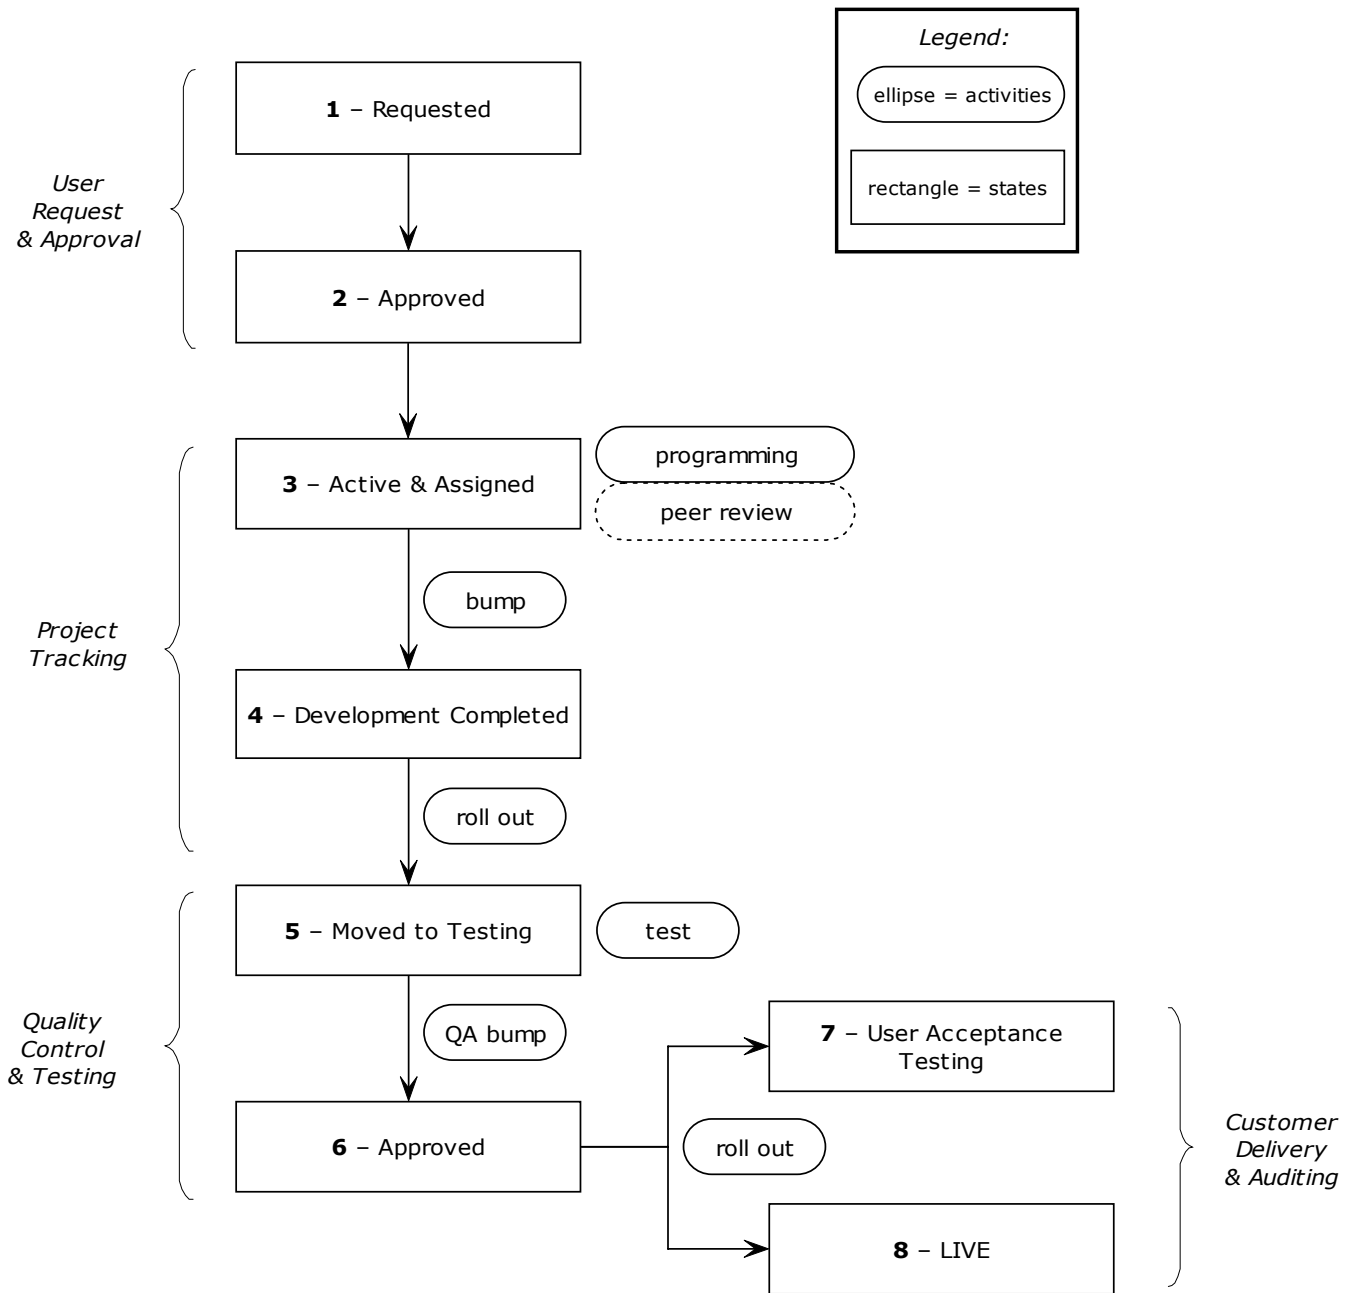 Legend:
ellipse = activities
rectangle = states
1 – Requested
User
Request
& Approval
2 – Approved
3 – Active & Assigned
programming
peer review
bump
Project
Tracking
4 – Development Completed
roll out
5 – Moved to Testing
test
QA bump
Quality
Control
& Testing
6 – Approved
roll out
7 – User Acceptance
Testing
8 – LIVE
Customer
Delivery
& Auditing